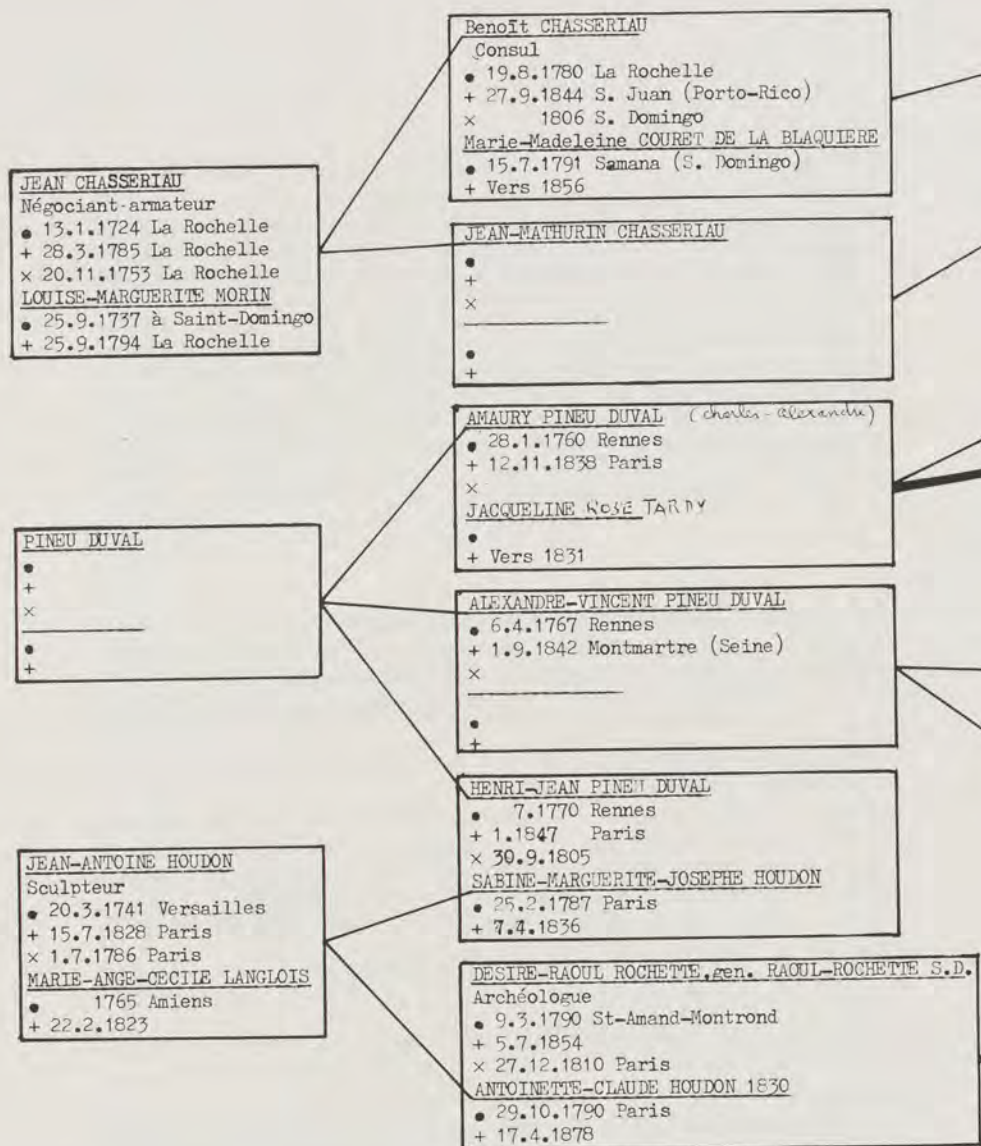 Benoît CHASSERIAU
Consul
● 19.8.1780 La Rochelle
+ 27.9.1844 S. Juan (Porto-Rico)
× 1806 S. Domingo
Marie-Madeleine COURET DE LA BLAQUIERE
● 15.7.1791 Samana (S. Domingo)
+ Vers 1856
JEAN CHASSERIAU
Négociant-armateur
● 13.1.1724 La Rochelle
+ 28.3.1785 La Rochelle
× 20.11.1753 La Rochelle
LOUISE-MARGUERITE MORIN
● 25.9.1737 à Saint-Domingo
+ 25.9.1794 La Rochelle
JEAN-MATHURIN CHASSERIAU
●
+
×
●
+
AMAURY PINEU DUVAL (charles-alexandre)
● 28.1.1760 Rennes
+ 12.11.1838 Paris
×
JACQUELINE ROSE TARDY
●
+ Vers 1831
PINEU DUVAL
●
+
×
●
+
ALEXANDRE-VINCENT PINEU DUVAL
● 6.4.1767 Rennes
+ 1.9.1842 Montmartre (Seine)
×
●
+
HENRI-JEAN PINEU DUVAL
● 7.1770 Rennes
+ 1.1847 Paris
× 30.9.1805
SABINE-MARGUERITE-JOSEPHE HOUDON
● 25.2.1787 Paris
+ 7.4.1836
JEAN-ANTOINE HOUDON
Sculpteur
● 20.3.1741 Versailles
+ 15.7.1828 Paris
× 1.7.1786 Paris
MARIE-ANGE-CECILE LANGLOIS
● 1765 Amiens
+ 22.2.1823
DESIRE-RAOUL ROCHETTE, gen. RAOUL-ROCHETTE S.D.
Archéologue
● 9.3.1790 St-Amand-Montrond
+ 5.7.1854
× 27.12.1810 Paris
ANTOINETTE-CLAUDE HOUDON 1830
● 29.10.1790 Paris
+ 17.4.1878